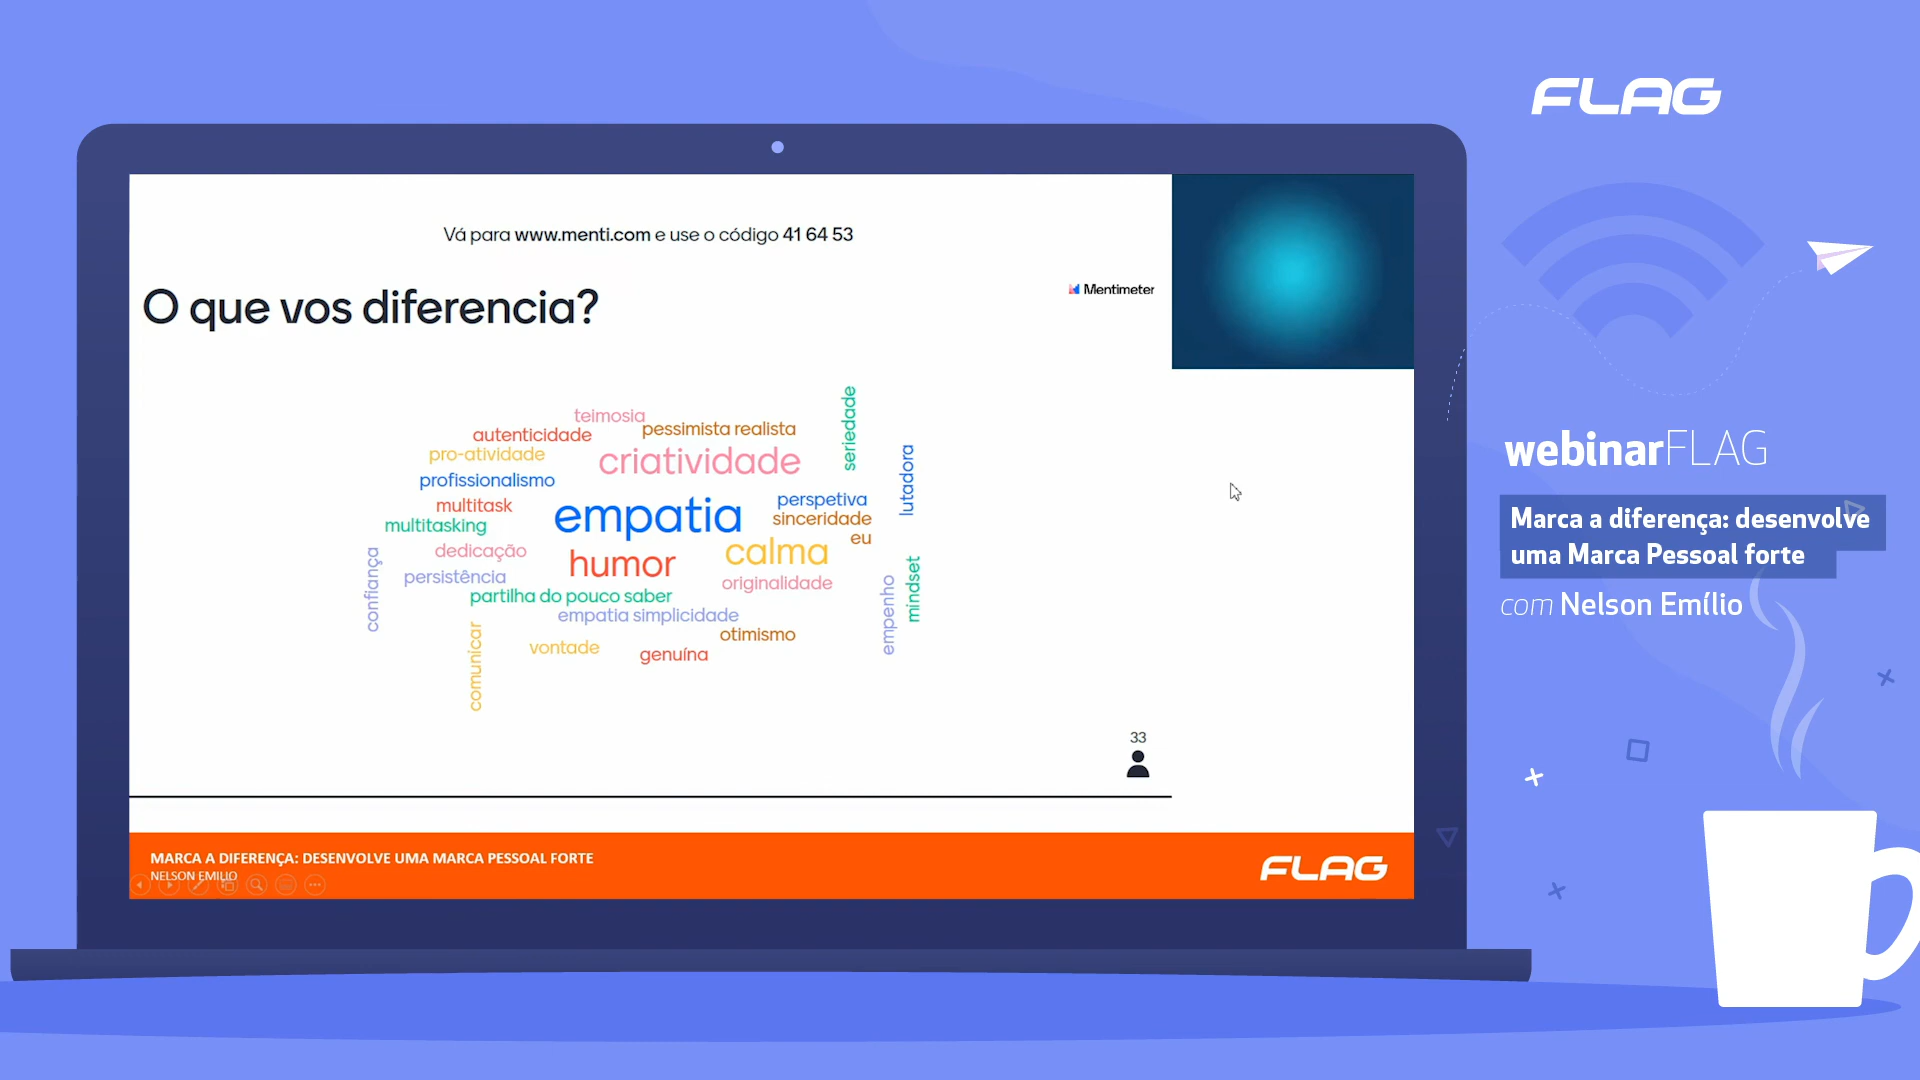 FLAG
Vá para www.menti.com e use o código 41 64 53
O que vos diferencia?
Mentimeter
teimosia
pessimista realista
seriedade
autenticidade
pro-atividade
criatividade
lutadora
profissionalismo
multitask
empatia
perspetiva
multitasking
sinceridade
eu
dedicação
humor
calma
confiança
persistência
originalidade
mindset
empenho
partilha do pouco saber
empatia simplicidade
otimismo
comunicar
vontade
genuína
33
MARCA A DIFERENÇA: DESENVOLVE UMA MARCA PESSOAL FORTE
NELSON EMILIO
FLAG
webinarFLAG
Marca a diferença: desenvolve
uma Marca Pessoal forte
com Nelson Emílio